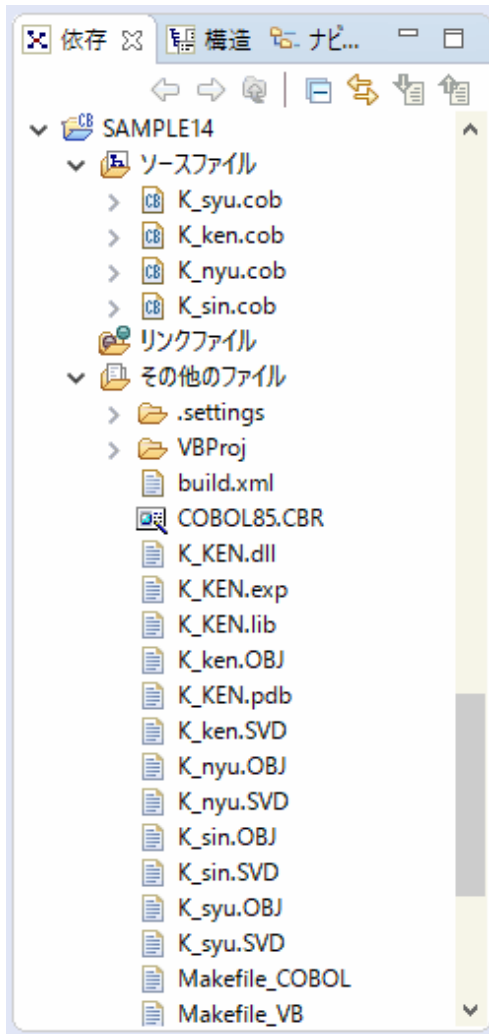 依存 構造 ナビ...
SAMPLE14
ソースファイル
K_syu.cob
K_ken.cob
K_nyu.cob
K_sin.cob
リンクファイル
その他のファイル
.settings
VBProj
build.xml
COBOL85.CBR
K_KEN.dll
K_KEN.exp
K_KEN.lib
K_ken.OBJ
K_KEN.pdb
K_ken.SVD
K_nyu.OBJ
K_nyu.SVD
K_sin.OBJ
K_sin.SVD
K_syu.OBJ
K_syu.SVD
Makefile_COBOL
Makefile_VB